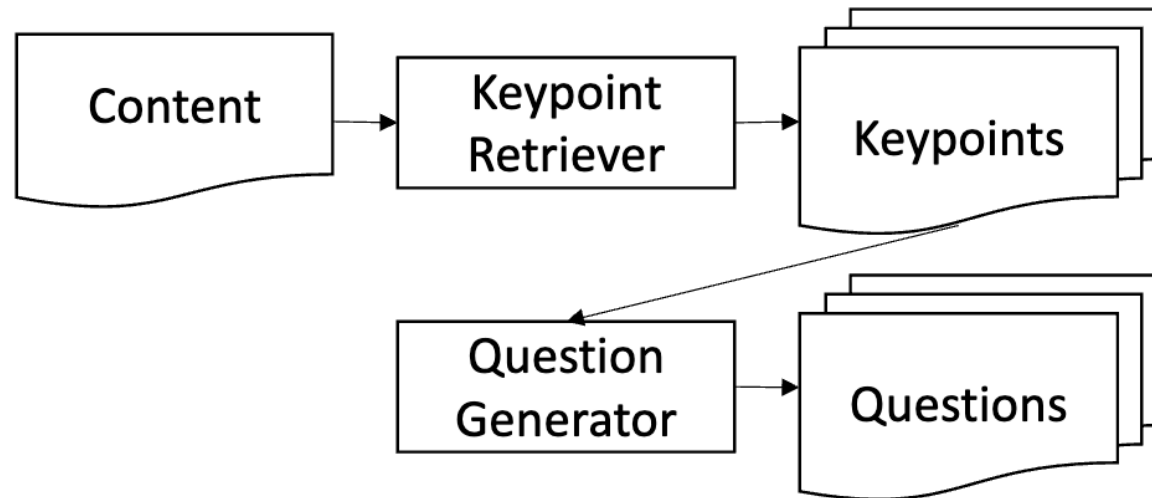 Content
Keypoint
Retriever
Keypoints
Question
Generator
Questions